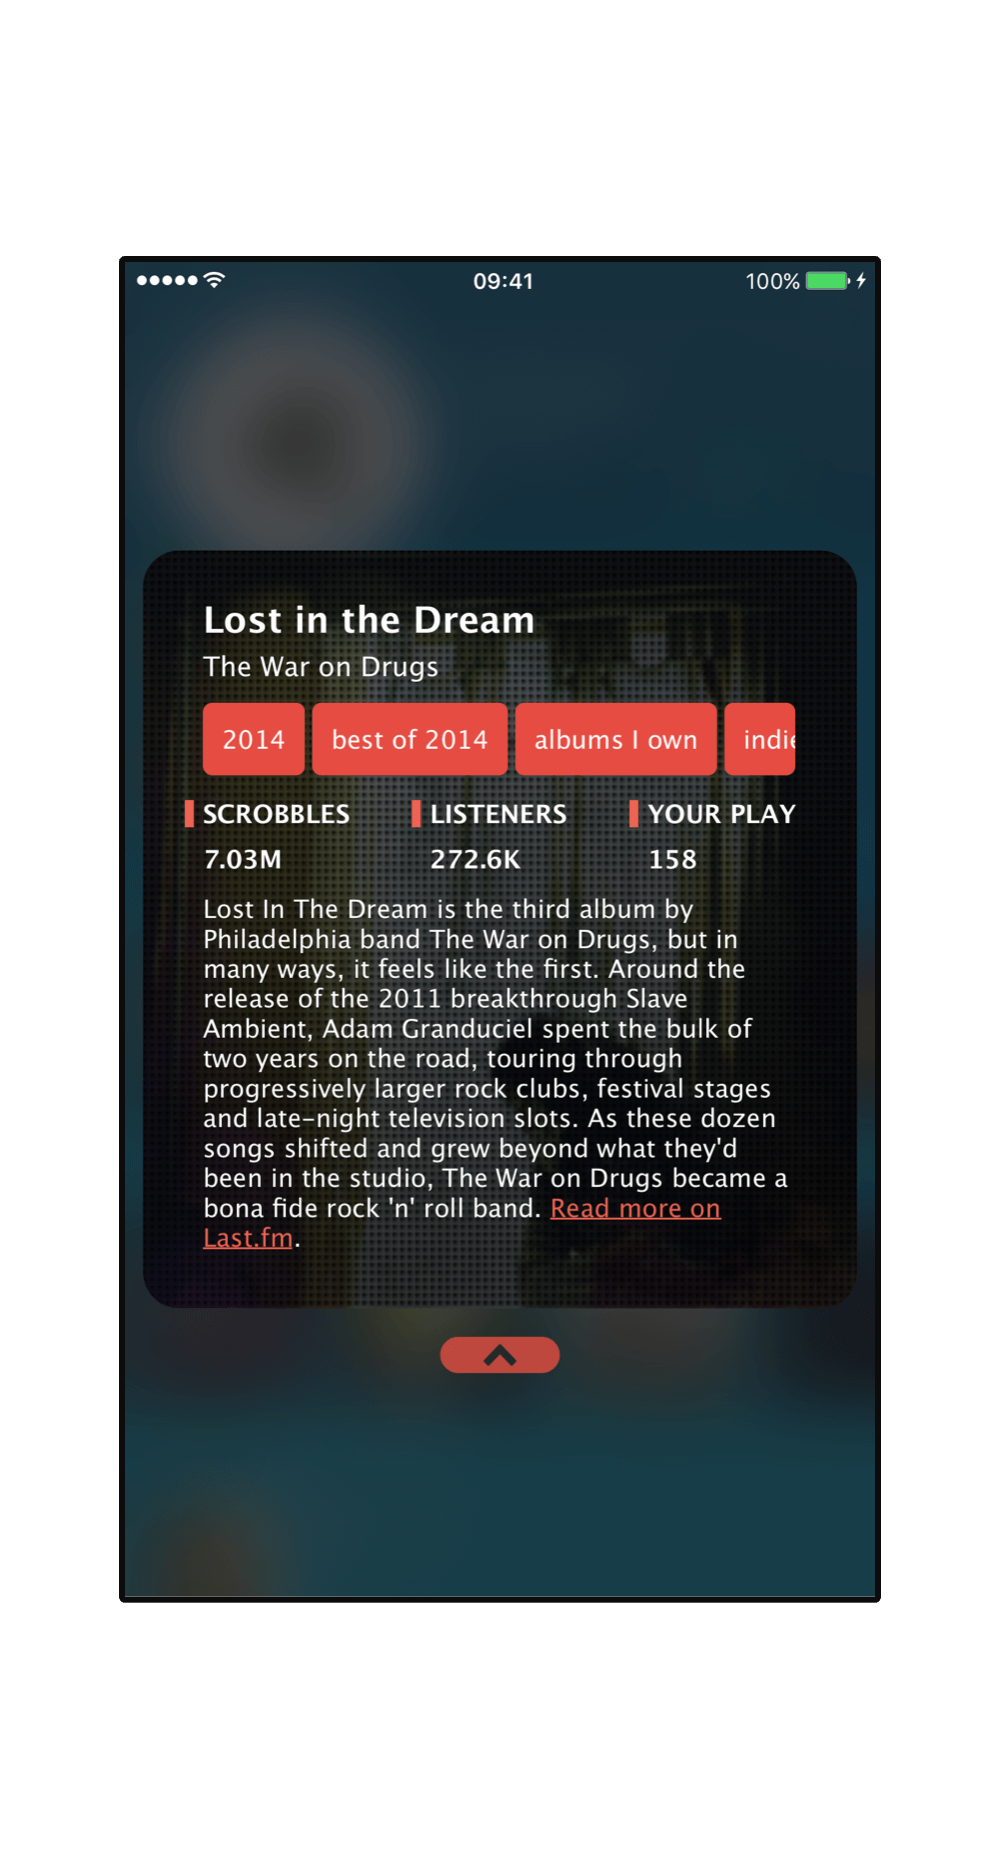 09:41
100%
Lost in the Dream
The War on Drugs
2014 best of 2014 albums I own indie
SCROBBLES LISTENERS YOUR PLAY
7.03M 272.6K 158
Lost In The Dream is the third album by
Philadelphia band The War on Drugs, but in
many ways, it feels like the first. Around the
release of the 2011 breakthrough Slave
Ambient, Adam Granduciel spent the bulk of
two years on the road, touring through
progressively larger rock clubs, festival stages
and late-night television slots. As these dozen
songs shifted and grew beyond what they'd
been in the studio, The War on Drugs became a
bona fide rock 'n' roll band. Read more on
Last.fm.